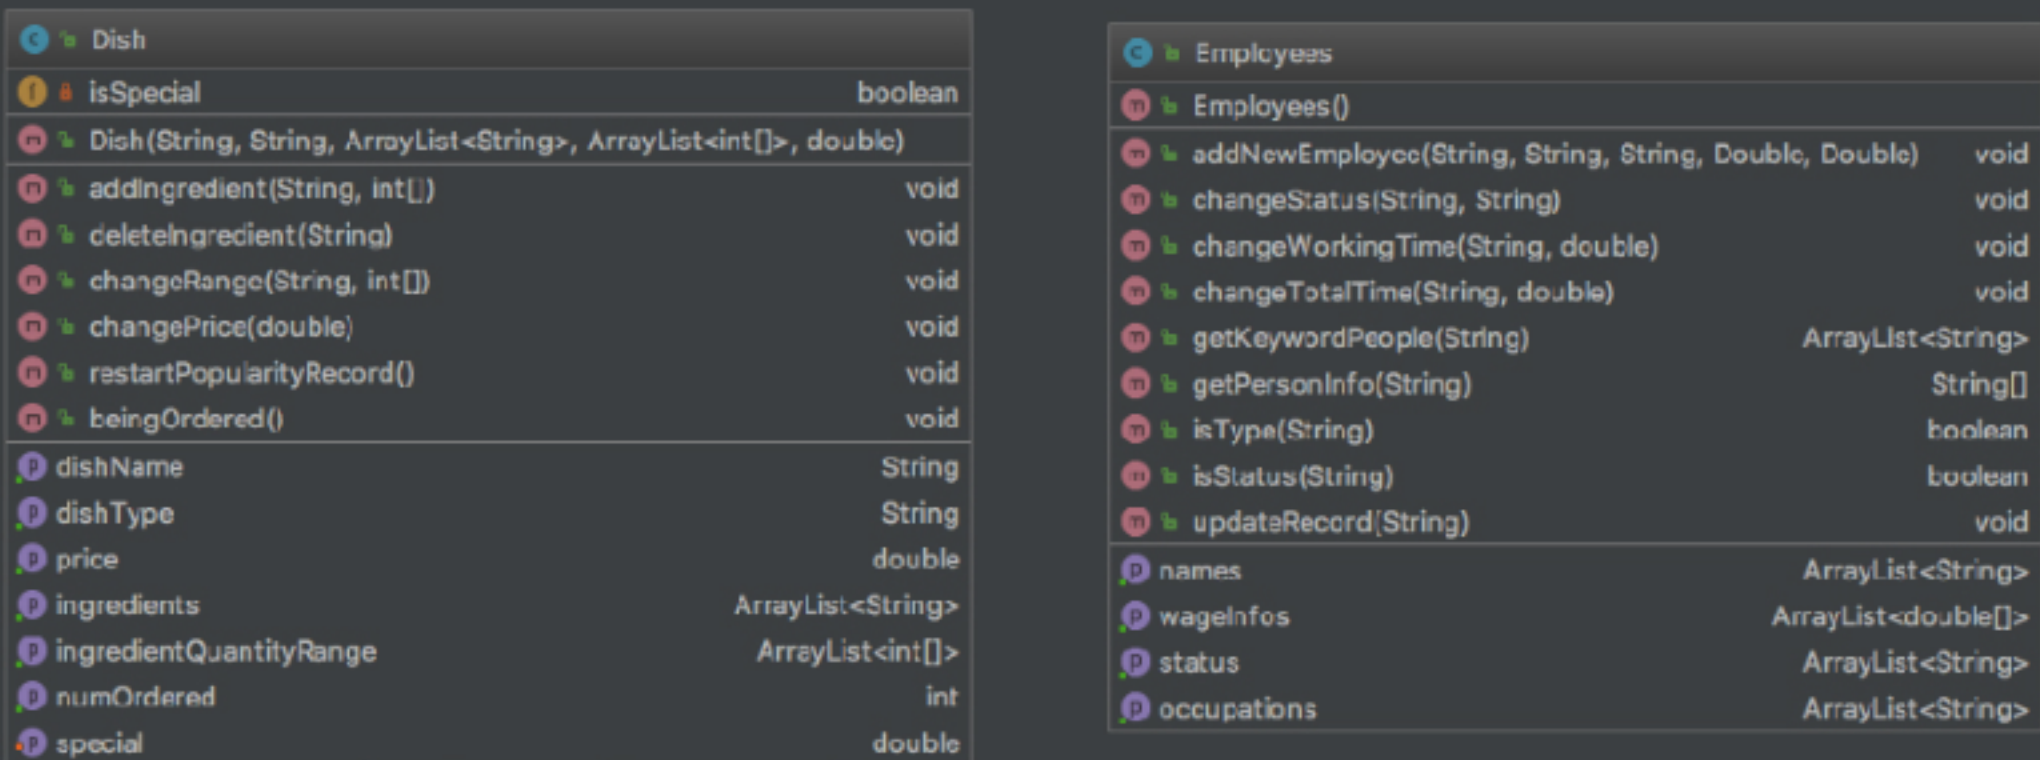 Dish
isSpecial boolean
Dish(String, String, ArrayList<String>, ArrayList<int[]>, double)
addIngredient(String, int[]) void
deleteIngredient(String) void
changeRange(String, int[]) void
changePrice(double) void
restartPopularityRecord() void
beingOrdered() void
dishName String
dishType String
price double
ingredients ArrayList<String>
ingredientQuantityRange ArrayList<int[]>
numOrdered int
special double
Employees
Employees()
addNewEmployee(String, String, String, Double, Double) void
changeStatus(String, String) void
changeWorkingTime(String, double) void
changeTotalTime(String, double) void
getKeywordPeople(String) ArrayList<String>
getPersonInfo(String) String[]
isType(String) boolean
isStatus(String) boolean
updateRecord(String) void
names ArrayList<String>
wageInfos ArrayList<double[]>
status ArrayList<String>
occupations ArrayList<String>